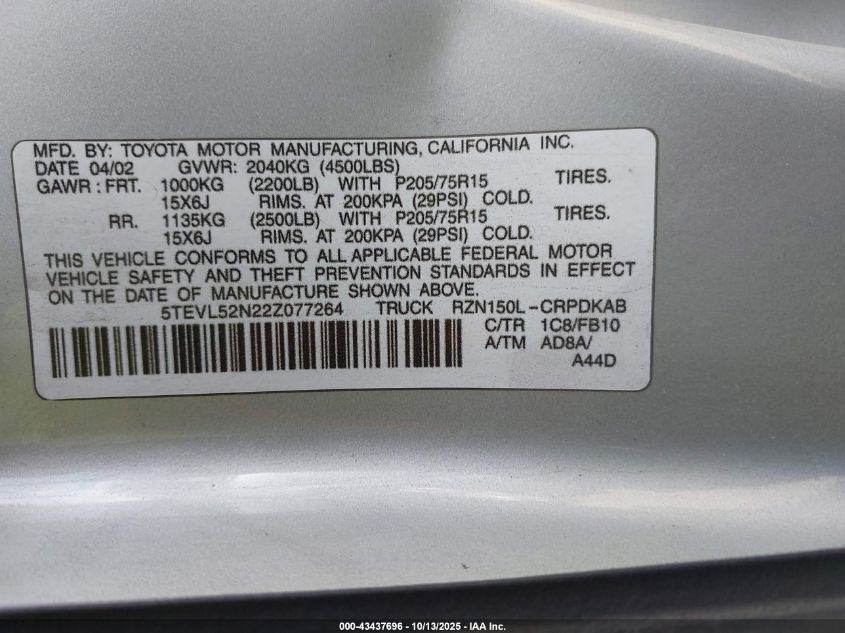 MFD. BY: TOYOTA MOTOR MANUFACTURING, CALIFORNIA INC.
DATE 04/02 GVWR: 2040KG (4500LBS)
GAWR : FRT. 1000KG (2200LB) WITH P205/75R15 TIRES.
15X6J RIMS. AT 200KPA (29PSI) COLD.
RR. 1135KG (2500LB) WITH P205/75R15 TIRES.
15X6J RIMS. AT 200KPA (29PSI) COLD.
THIS VEHICLE CONFORMS TO ALL APPLICABLE FEDERAL MOTOR
VEHICLE SAFETY AND THEFT PREVENTION STANDARDS IN EFFECT
ON THE DATE OF MANUFACTURE SHOWN ABOVE.
5TEVL52N22Z077264 TRUCK RZN150L-CRPDKAB
C/TR 1C8/FB10
A/TM AD8A/
A44D
000-43437696 - 10/13/2025 - IAA Inc.